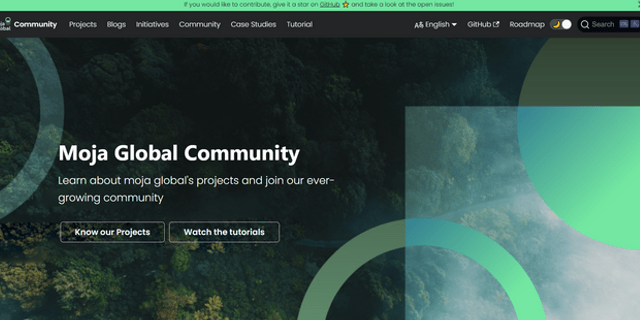 If you would like to contribute, give it a star on GitHub ⭐ and take a look at the open issues!
Community Projects Blogs Initiatives Community Case Studies Tutorial English GitHub Roadmap Search
Moja Global Community
Learn about moja global's projects and join our ever-
growing community
Know our Projects Watch the tutorials